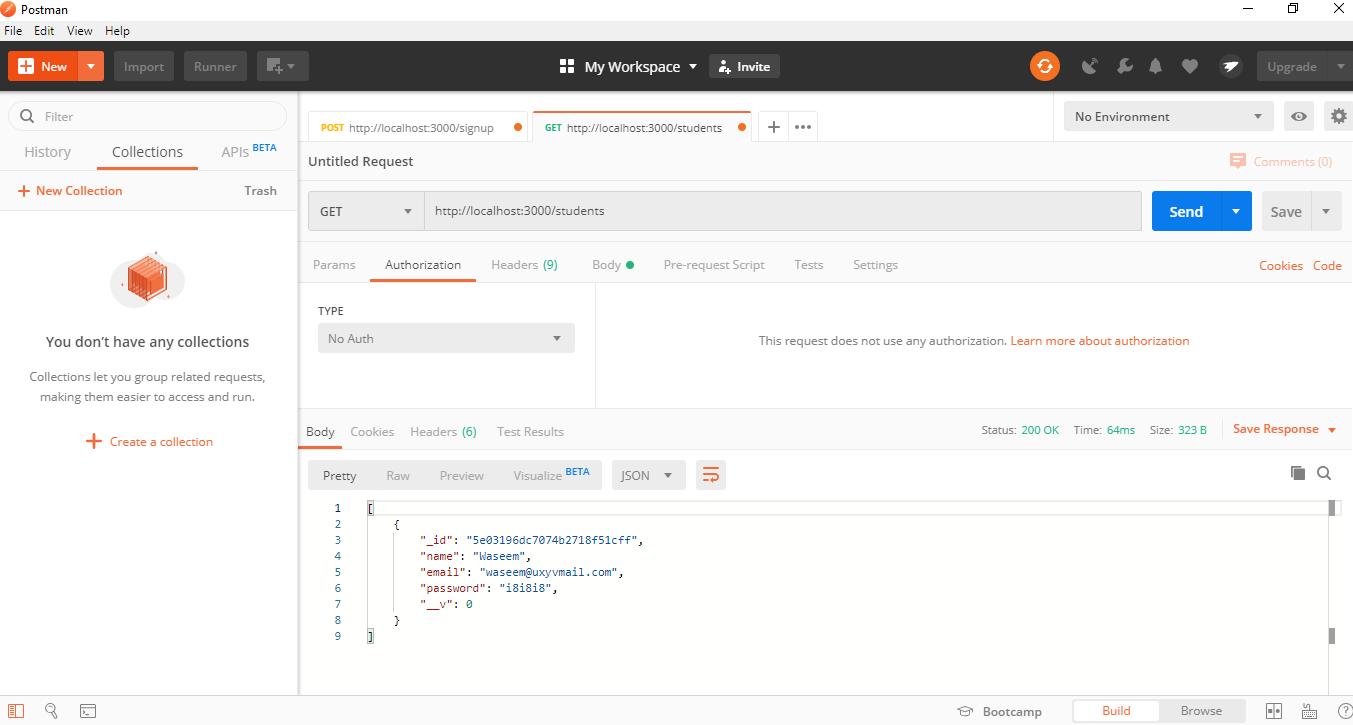 Postman
File Edit View Help
New Import Runner My Workspace Invite Upgrade
Filter
History Collections APIs BETA
New Collection Trash
You don't have any collections
Collections let you group related requests,
making them easier to access and run.
Create a collection
POST http://localhost:3000/signup GET http://localhost:3000/students No Environment
Untitled Request Comments (0)
GET http://localhost:3000/students Send Save
Params Authorization Headers (9) Body Pre-request Script Tests Settings Cookies Code
TYPE
No Auth
This request does not use any authorization. Learn more about authorization
Body Cookies Headers (6) Test Results Status: 200 OK Time: 64ms Size: 323 B Save Response
Pretty Raw Preview Visualize BETA JSON
1 [
2 {
3 "_id": "5e03196dc7074b2718f51cff",
4 "name": "Waseem",
5 "email": "waseem@uxyvmail.com",
6 "password": "i8i8i8",
7 "__v": 0
8 }
9 ]
Bootcamp Build Browse